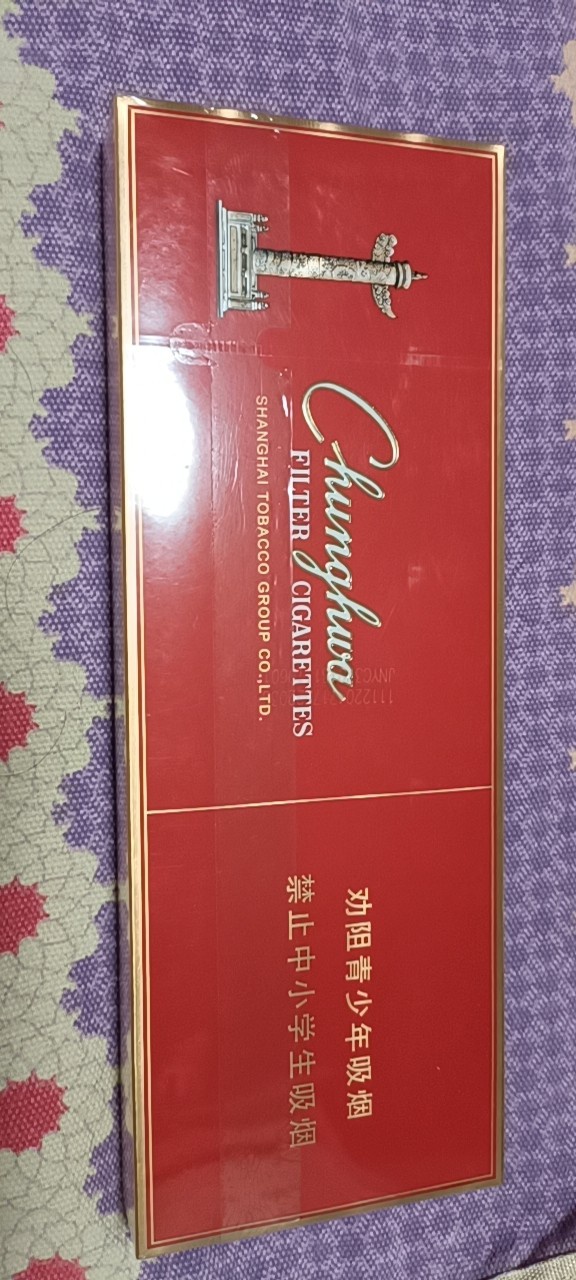 Chunghwa
FILTER CIGARETTES
SHANGHAI TOBACCO GROUP CO.,LTD.
劝阻青少年吸烟
禁止中小学生吸烟